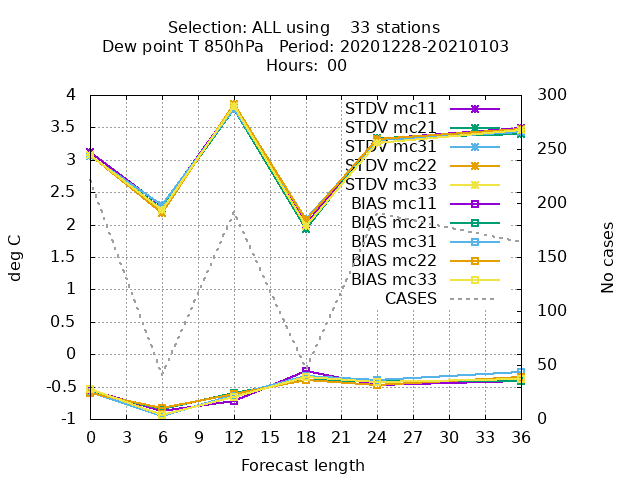 Selection: ALL using    33 stations
Dew point T 850hPa   Period: 20201228-20210103
Hours:  00
4
3.5
3
2.5
2
1.5
1
0.5
0
-0.5
-1
deg C
STDV mc11
STDV mc21
STDV mc31
STDV mc22
STDV mc33
BIAS mc11
BIAS mc21
BIAS mc31
BIAS mc22
BIAS mc33
CASES
300
250
200
150
100
50
0
No cases
0 3 6 9 12 15 18 21 24 27 30 33 36
Forecast length